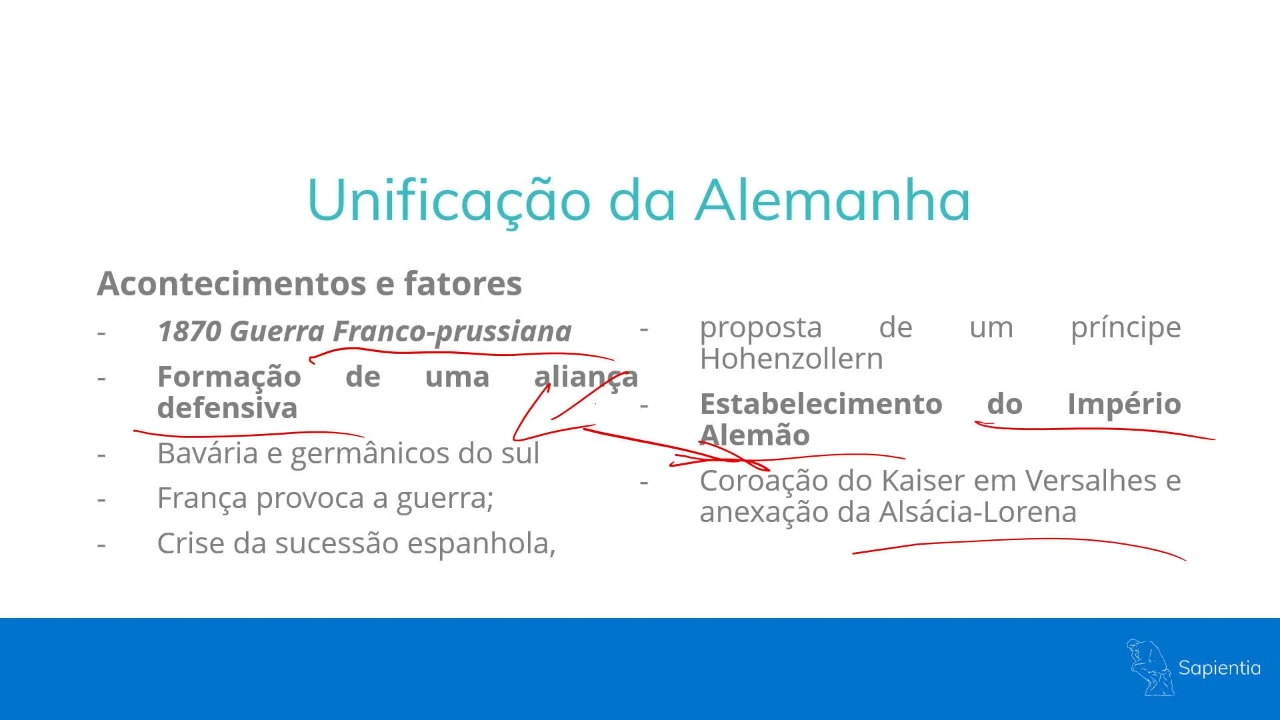 Unificação da Alemanha
Acontecimentos e fatores
- 1870 Guerra Franco-prussiana
- Formação de uma aliança
defensiva
- Bavária e germânicos do sul
- França provoca a guerra;
- Crise da sucessão espanhola,
- proposta de um príncipe
Hohenzollern
- Estabelecimento do Império
Alemão
- Coroação do Kaiser em Versalhes e
anexação da Alsácia-Lorena
Sapientia